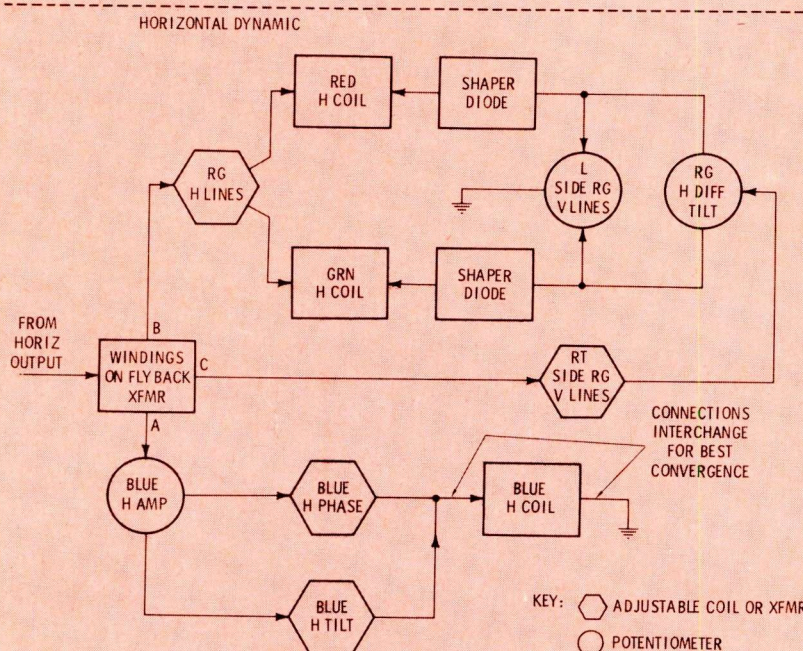 HORIZONTAL DYNAMIC
RED
H COIL
SHAPER
DIODE
RG
H LINES
L
SIDE RG
V LINES
RG
H DIFF
TILT
GRN
H COIL
SHAPER
DIODE
FROM
HORIZ
OUTPUT
B
WINDINGS
ON FLYBACK
XFMR
C
A
RT
SIDE RG
V LINES
CONNECTIONS
INTERCHANGE
FOR BEST
CONVERGENCE
BLUE
H AMP
BLUE
H PHASE
BLUE
H COIL
BLUE
H TILT
KEY:
ADJUSTABLE COIL OR XFMR
POTENTIOMETER